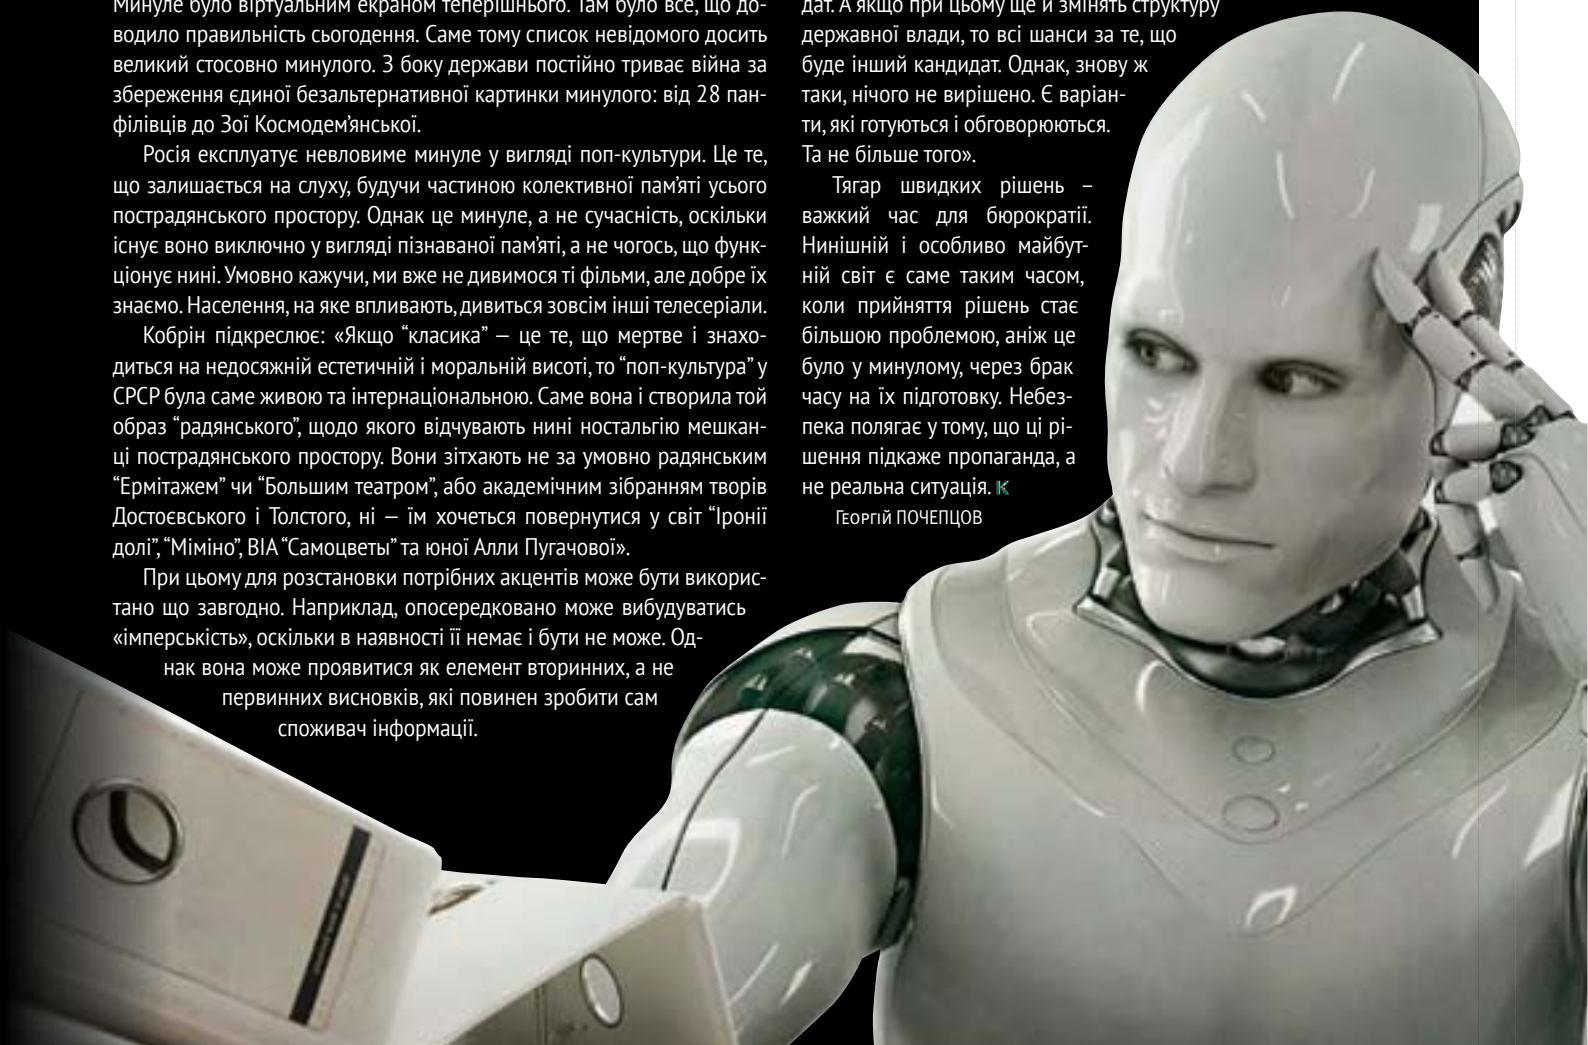 Минуле було віртуальним екраном теперішнього. Там було все, що до-
водило правильність сьогодення. Саме тому список невідомого досить
великий стосовно минулого. З боку держави постійно триває війна за
збереження єдиної безальтернативної картинки минулого: від 28 пан-
філівців до Зої Космодем’янської.
Росія експлуатує невловиме минуле у вигляді поп-культури. Це те,
що залишається на слуху, будучи частиною колективної пам’яті усього
пострадянського простору. Однак це минуле, а не сучасність, оскільки
існує воно виключно у вигляді пізнаваної пам’яті, а не чогось, що функ-
ціонує нині. Умовно кажучи, ми вже не дивимося ті фільми, але добре їх
знаємо. Населення, на яке впливають, дивиться зовсім інші телесеріали.
Кобрін підкреслює: «Якщо “класика” — це те, що мертве і знахо-
диться на недосяжній естетичній і моральній висоті, то “поп-культура” у
СРСР була саме живою та інтернаціональною. Саме вона і створила той
образ “радянського”, щодо якого відчувають нині ностальгію мешкан-
ці пострадянського простору. Вони зітхають не за умовно радянським
“Ермітажем” чи “Большим театром”, або академічним зібранням творів
Достоєвського і Толстого, ні — їм хочеться повернутися у світ “Іронії
долі”, “Міміно”, ВІА “Самоцветы” та юної Алли Пугачової».
При цьому для розстановки потрібних акцентів може бути викорис-
тано що завгодно. Наприклад, опосередковано може вибудуватись
«імперськість», оскільки в наявності її немає і бути не може. Од-
нак вона може проявитися як елемент вторинних, а не
первинних висновків, які повинен зробити сам
споживач інформації.
дат. А якщо при цьому ще й змінять структуру
державної влади, то всі шанси за те, що
буде інший кандидат. Однак, знову ж
таки, нічого не вирішено. Є варіан-
ти, які готуються і обговорюються.
Та не більше того».
Тягар швидких рішень –
важкий час для бюрократії.
Нинішній і особливо майбут-
ній світ є саме таким часом,
коли прийняття рішень стає
більшою проблемою, аніж це
було у минулому, через брак
часу на їх підготовку. Небез-
пека полягає у тому, що ці рі-
шення підкаже пропаганда, а
не реальна ситуація. К
Георгій ПОЧЕПЦОВ